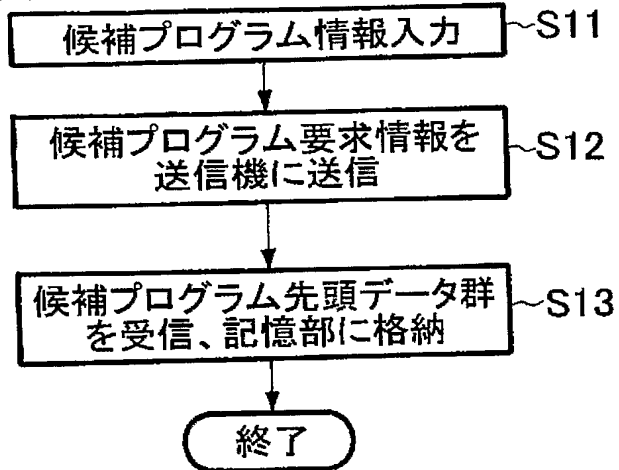 候補プログラム情報入力
S11
候補プログラム要求情報を
送信機に送信
S12
候補プログラム先頭データ群
を受信、記憶部に格納
S13
終了